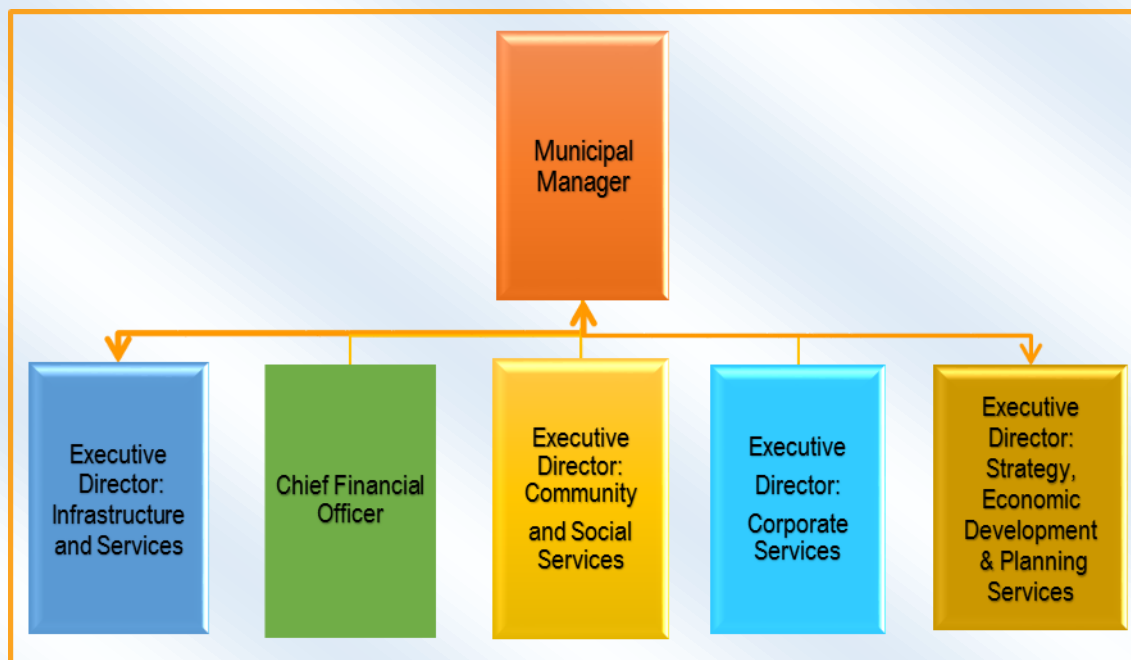 Municipal
Manager
Executive
Director:
Infrastructure
and Services
Chief Financial
Officer
Executive
Director:
Community
and Social
Services
Executive
Director:
Corporate
Services
Executive
Director:
Strategy,
Economic
Development
& Planning
Services